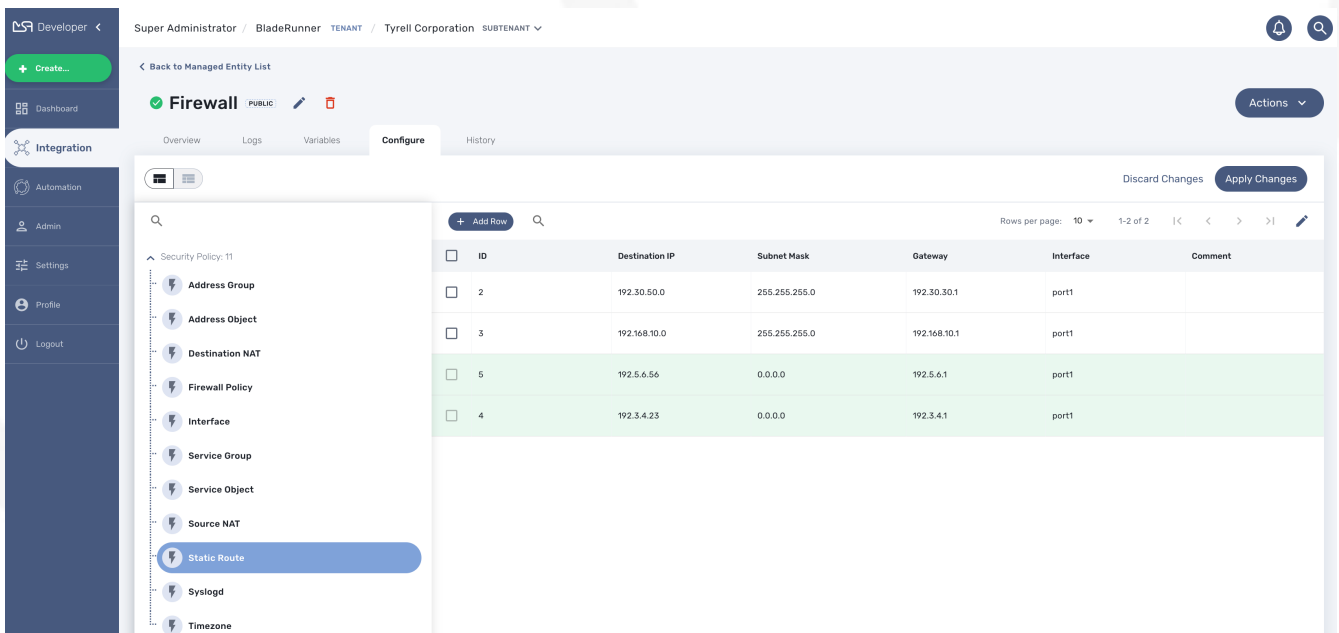 Developer
Super Administrator / BladeRunner TENANT / Tyrell Corporation SUBTENANT
+ Create...
Dashboard
Integration
Automation
Admin
Settings
Profile
Logout
Back to Managed Entity List
Firewall PUBLIC
Actions
Overview Logs Variables Configure History
Discard Changes Apply Changes
Security Policy: 11
Address Group
Address Object
Destination NAT
Firewall Policy
Interface
Service Group
Service Object
Source NAT
Static Route
Syslogd
Timezone
+ Add Row Rows per page: 10 1-2 of 2
ID Destination IP Subnet Mask Gateway Interface Comment
2 192.30.50.0 255.255.255.0 192.30.30.1 port1
3 192.168.10.0 255.255.255.0 192.168.10.1 port1
5 192.5.6.56 0.0.0.0 192.5.6.1 port1
4 192.3.4.23 0.0.0.0 192.3.4.1 port1